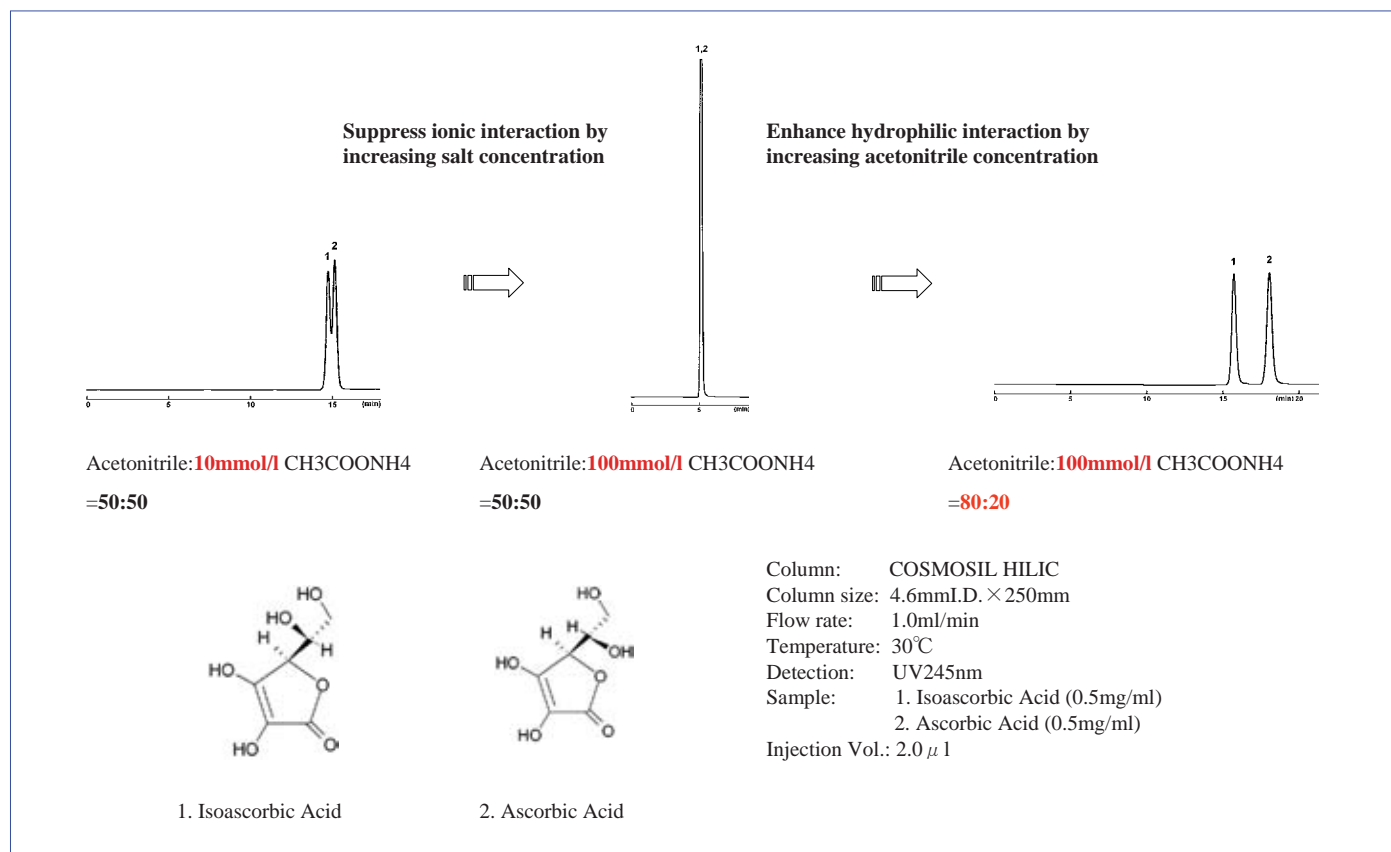 1,2
Suppress ionic interaction by
increasing salt concentration
Enhance hydrophilic interaction by
increasing acetonitrile concentration
1 2
1 2
0 5 10 15 (min)
0 5 (min)
0 5 10 15 (min) 20
Acetonitrile:10mmol/l CH3COONH4
=50:50
Acetonitrile:100mmol/l CH3COONH4
=50:50
Acetonitrile:100mmol/l CH3COONH4
=80:20
HO
HO
H
H
HO
O
HO
O
HO
H
H
OH
HO
O
HO
O
Column: COSMOSIL HILIC
Column size: 4.6mmI.D.×250mm
Flow rate: 1.0ml/min
Temperature: 30℃
Detection: UV245nm
Sample: 1. Isoascorbic Acid (0.5mg/ml)
2. Ascorbic Acid (0.5mg/ml)
Injection Vol.: 2.0μl
1. Isoascorbic Acid
2. Ascorbic Acid